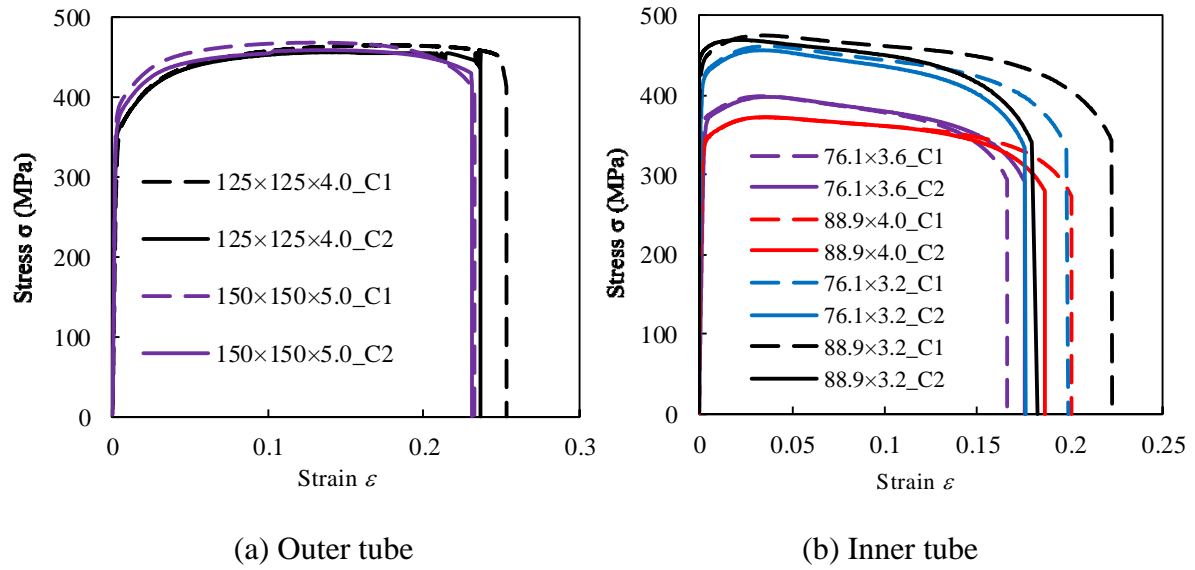 500
400
300
200
100
0
0
0.1
0.2
0.3
Stress σ (MPa)
Strain ε
125×125×4.0_C1
125×125×4.0_C2
150×150×5.0_C1
150×150×5.0_C2
(a) Outer tube
500
400
300
200
100
0
0
0.05
0.1
0.15
0.2
0.25
Stress σ (MPa)
Strain ε
76.1×3.6_C1
76.1×3.6_C2
88.9×4.0_C1
88.9×4.0_C2
76.1×3.2_C1
76.1×3.2_C2
88.9×3.2_C1
88.9×3.2_C2
(b) Inner tube